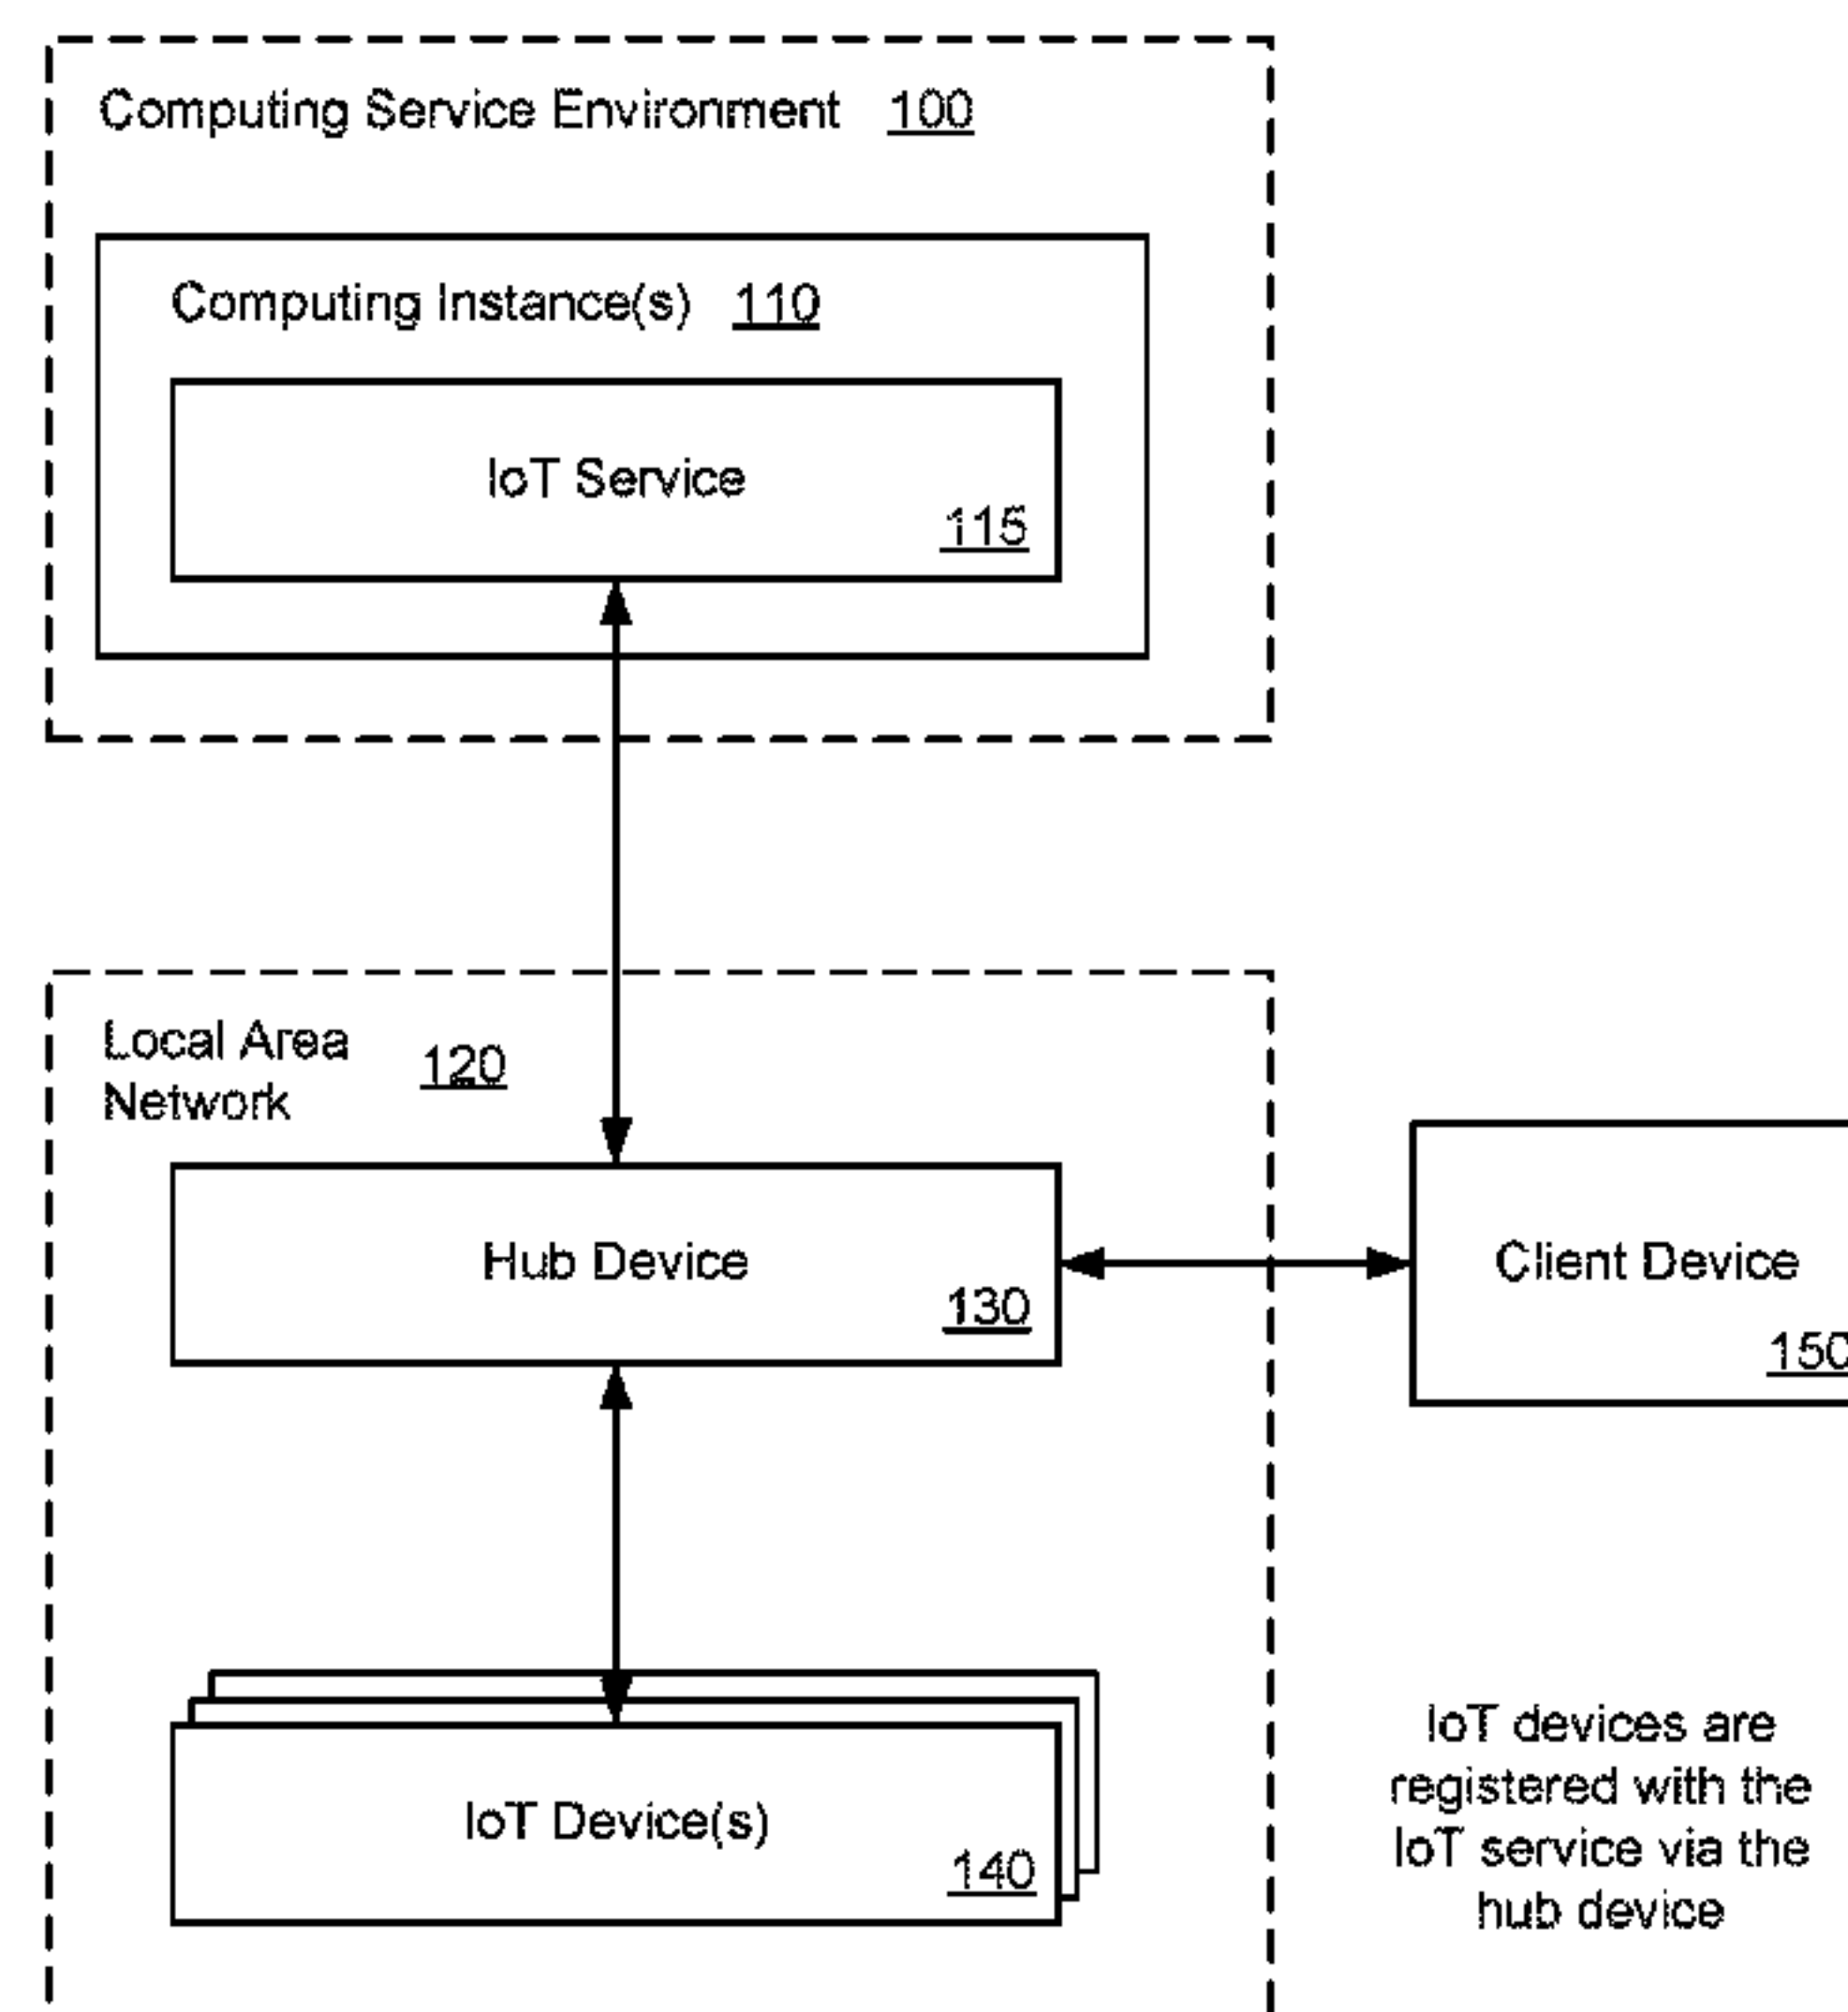 Computing Service Environment 100
Computing Instance(s) 110
IoT Service
115
Local Area
Network
120
Hub Device
130
Client Device
150
IoT Device(s)
140
IoT devices are
registered with the
IoT service via the
hub device